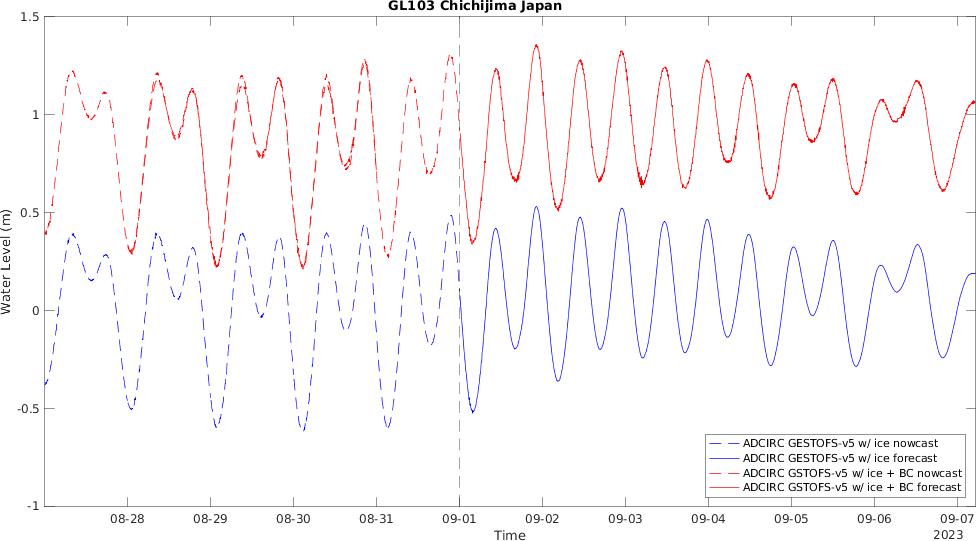 GL103 Chichijima Japan
1.5
1
0.5
0
-0.5
-1
Water Level (m)
08-28 08-29 08-30 08-31 09-01 09-02 09-03 09-04 09-05 09-06 09-07
Time
2023
ADCIRC GESTOFS-v5 w/ ice nowcast
ADCIRC GESTOFS-v5 w/ ice forecast
ADCIRC GSTOFS-v5 w/ ice + BC nowcast
ADCIRC GSTOFS-v5 w/ ice + BC forecast